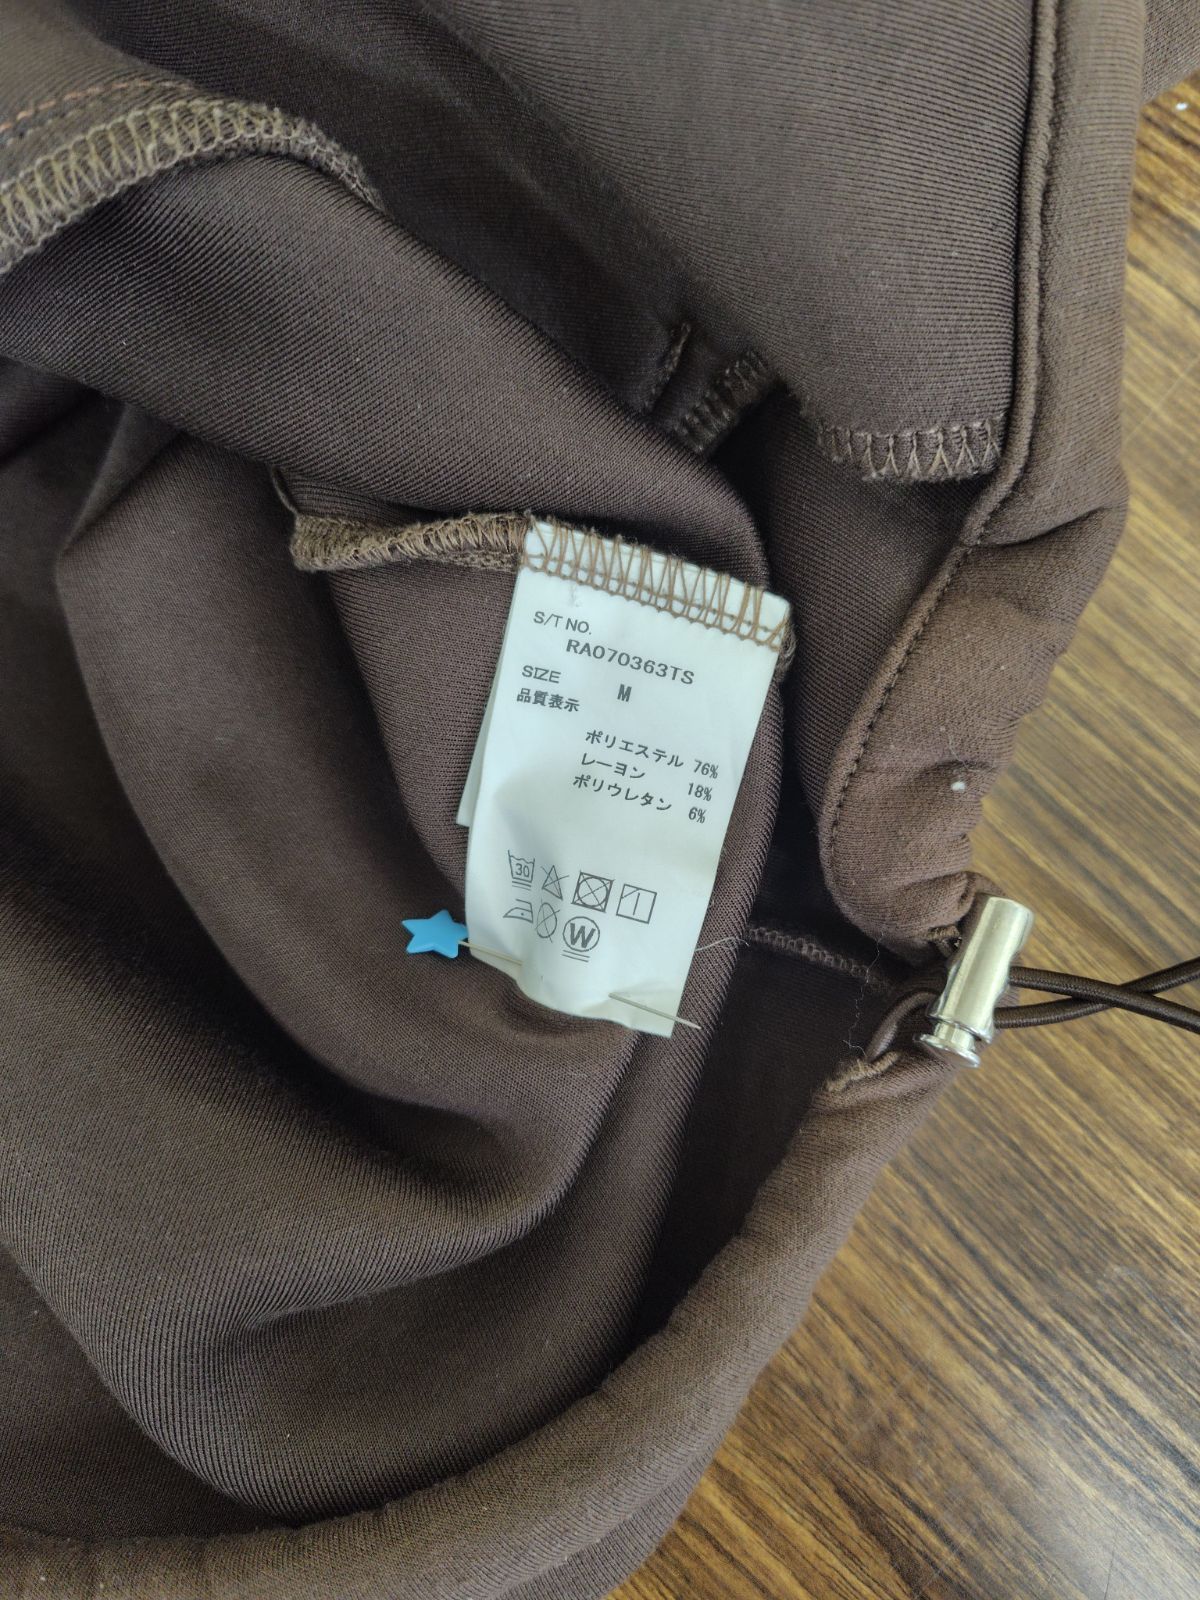 S/T NO.
RA070363TS
SIZE M
品質表示
ポリエステル 76%
レーヨン 18%
ポリウレタン 6%
30
W